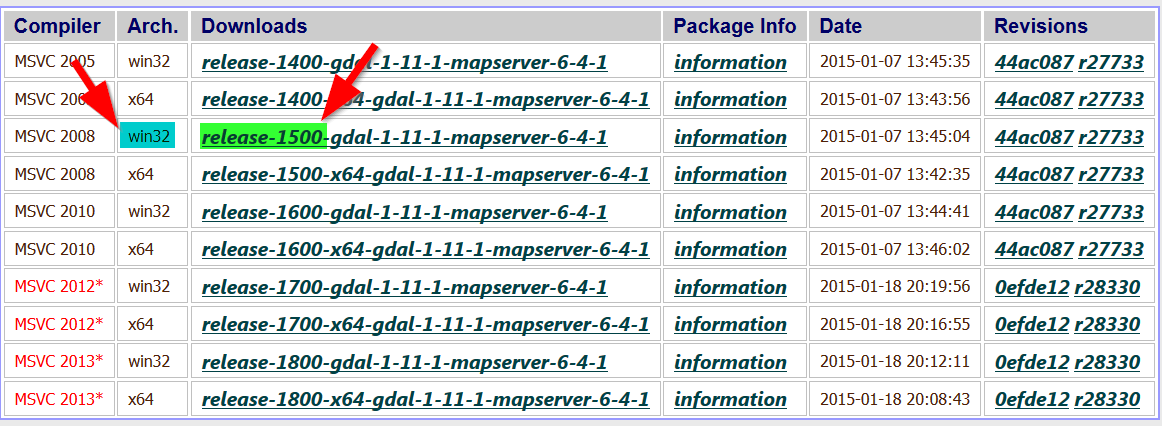 Compiler Arch. Downloads Package Info Date Revisions
MSVC 2005 win32 release-1400-gdal-1-11-1-mapserver-6-4-1 information 2015-01-07 13:45:35 44ac087 r27733
MSVC x64 release-1400-x64-gdal-1-11-1-mapserver-6-4-1 information 2015-01-07 13:43:56 44ac087 r27733
MSVC 2008 win32 release-1500-gdal-1-11-1-mapserver-6-4-1 information 2015-01-07 13:45:04 44ac087 r27733
MSVC 2008 x64 release-1500-x64-gdal-1-11-1-mapserver-6-4-1 information 2015-01-07 13:42:35 44ac087 r27733
MSVC 2010 win32 release-1600-gdal-1-11-1-mapserver-6-4-1 information 2015-01-07 13:44:41 44ac087 r27733
MSVC 2010 x64 release-1600-x64-gdal-1-11-1-mapserver-6-4-1 information 2015-01-07 13:46:02 44ac087 r27733
MSVC 2012* win32 release-1700-gdal-1-11-1-mapserver-6-4-1 information 2015-01-18 20:19:56 0efde12 r28330
MSVC 2012* x64 release-1700-x64-gdal-1-11-1-mapserver-6-4-1 information 2015-01-18 20:16:55 0efde12 r28330
MSVC 2013* win32 release-1800-gdal-1-11-1-mapserver-6-4-1 information 2015-01-18 20:12:11 0efde12 r28330
MSVC 2013* x64 release-1800-x64-gdal-1-11-1-mapserver-6-4-1 information 2015-01-18 20:08:43 0efde12 r28330